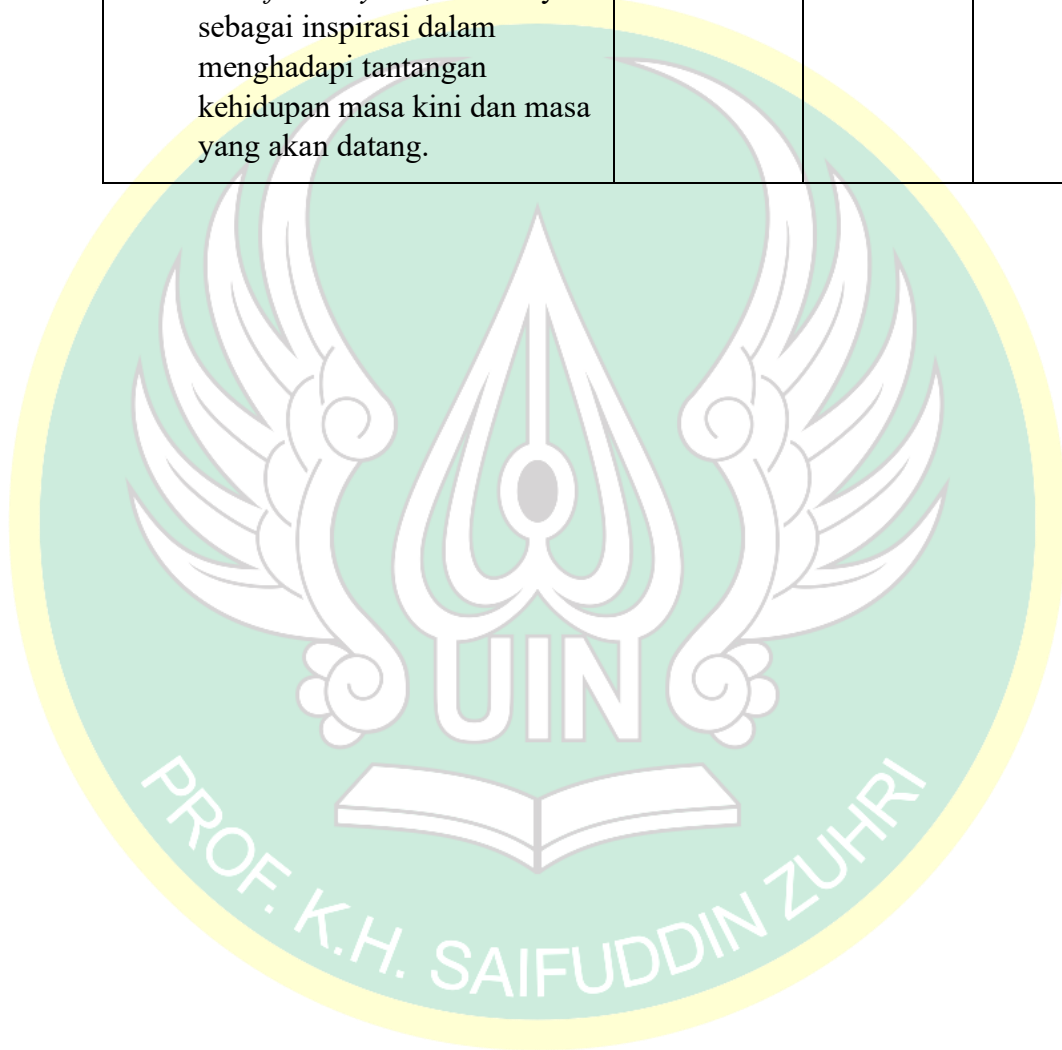 sebagai inspirasi dalam
menghadapi tantangan
kehidupan masa kini dan masa
yang akan datang.
UIN
PROF. K.H. SAIFUDDIN ZUHRI